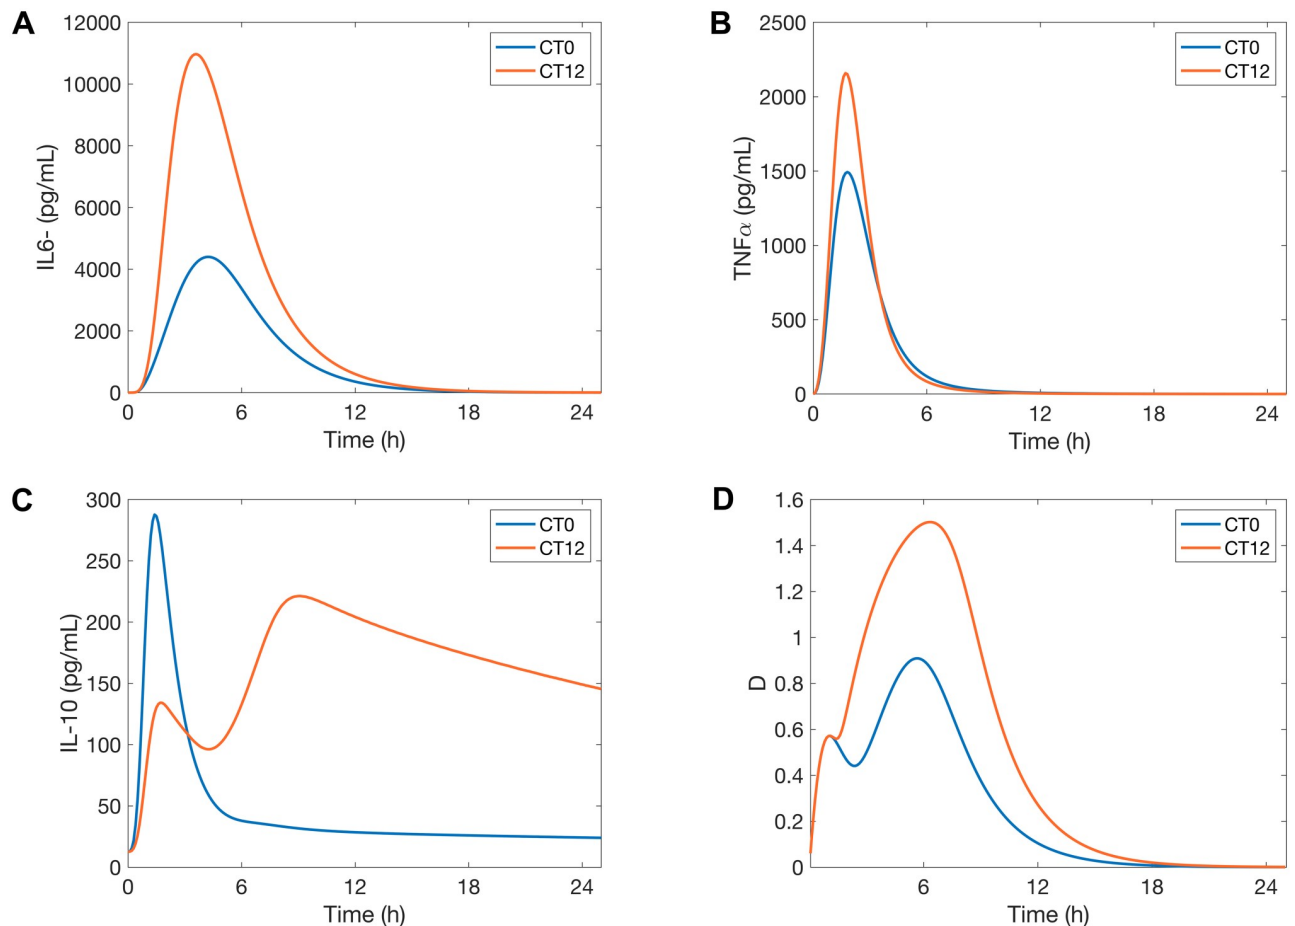 A
12000
10000
8000
6000
4000
2000
0
IL6- (pg/mL)
CT0
CT12
0 6 12 18 24
Time (h)
B
2500
2000
1500
1000
500
0
TNFα (pg/mL)
CT0
CT12
0 6 12 18 24
Time (h)
C
300
250
200
150
100
50
0
IL-10 (pg/mL)
CT0
CT12
0 6 12 18 24
Time (h)
D
1.6
1.4
1.2
1
0.8
0.6
0.4
0.2
0
D
CT0
CT12
6 12 18 24
Time (h)